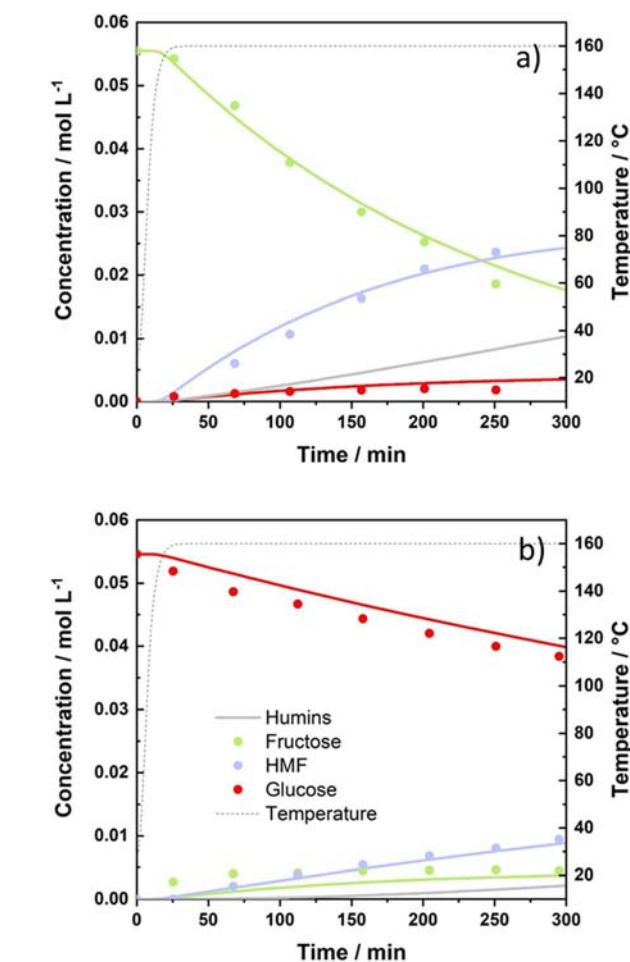 a)
Concentration / mol L⁻¹
0.06
0.05
0.04
0.03
0.02
0.01
0.00
0 50 100 150 200 250 300
Time / min
160
140
120
100
80
60
40
20
Temperature / °C
b)
Concentration / mol L⁻¹
0.06
0.05
0.04
0.03
0.02
0.01
0.00
Humins
Fructose
HMF
Glucose
Temperature
0 50 100 150 200 250 300
Time / min
160
140
120
160
80
60
40
20
Temperature / °C